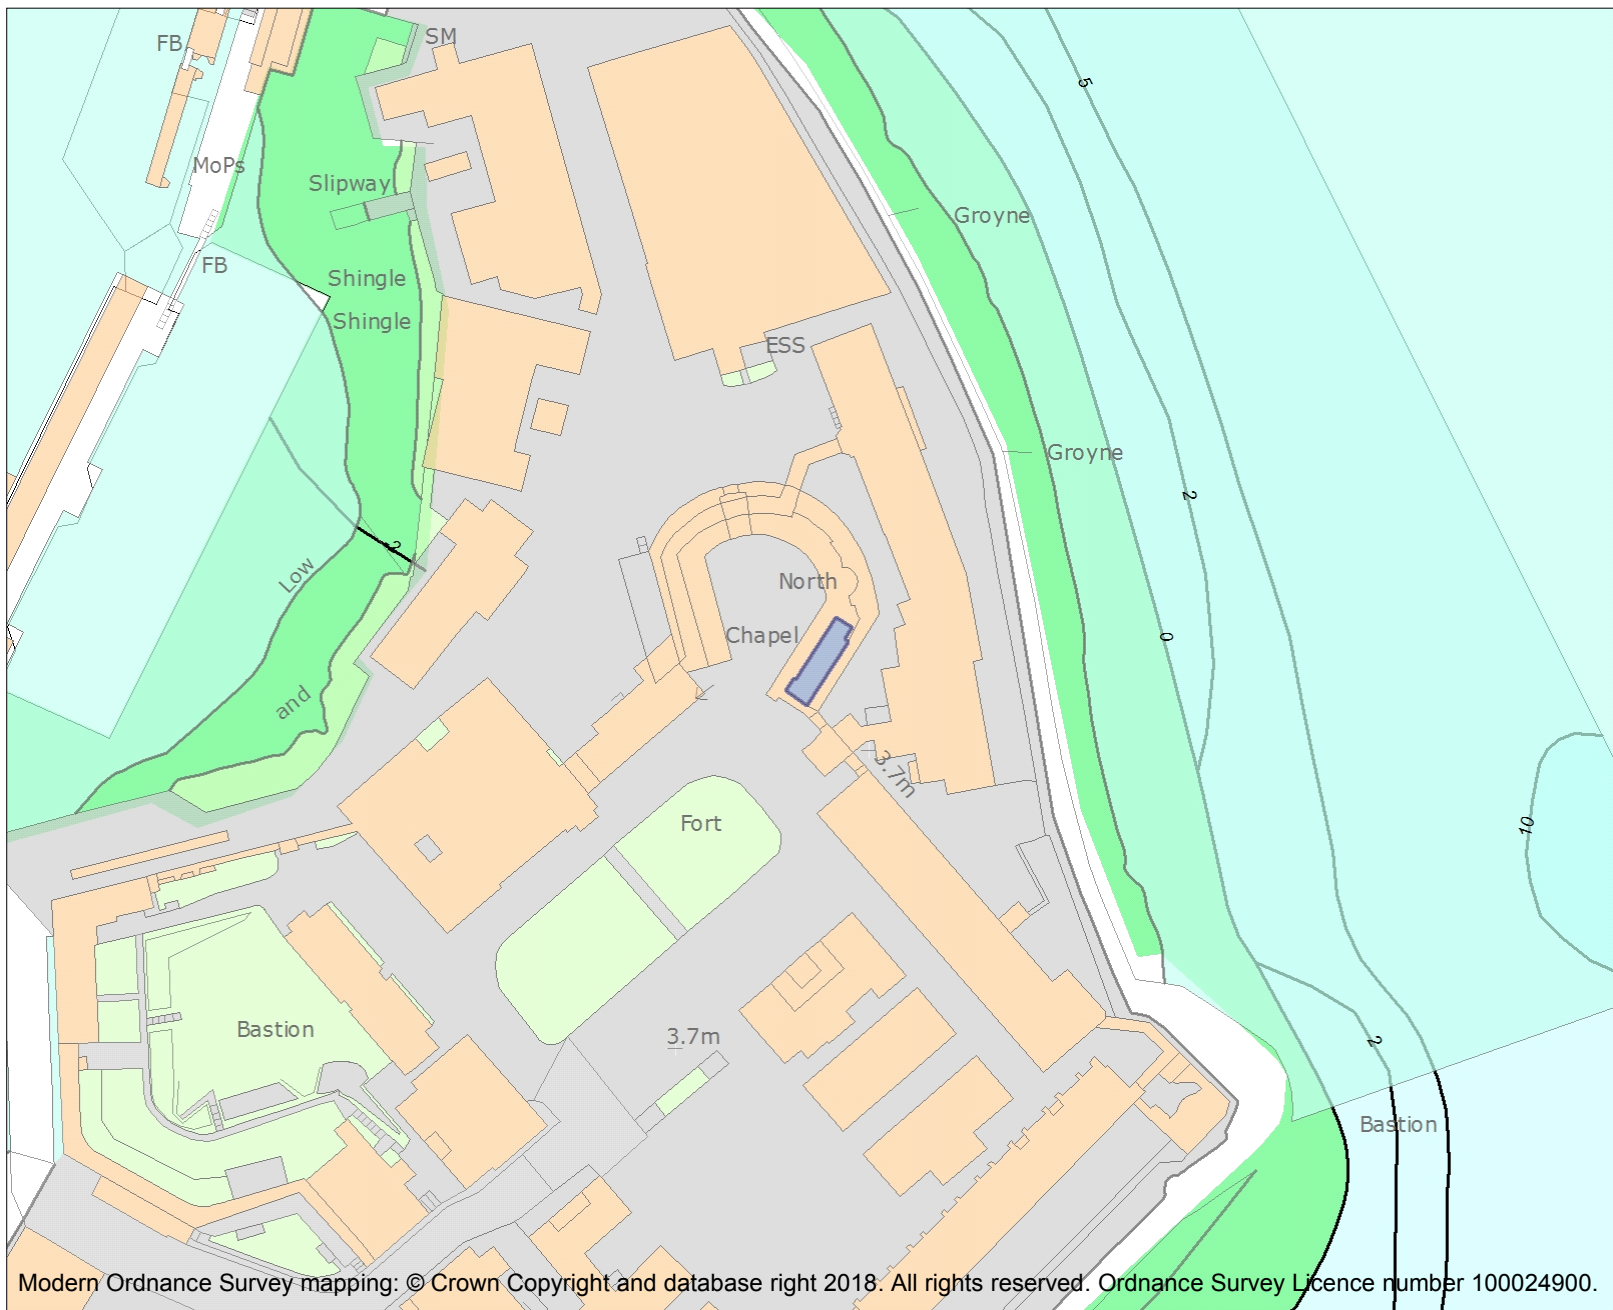 SM
FB
5
MoPs
Slipway
Groyne
FB
Shingle
Shingle
ESS
Groyne
2
-2
Low
North
Chapel
0
and
3.7m
Fort
10
Bastion
3.7m
2
Bastion
Modern Ordnance Survey mapping: © Crown Copyright and database right 2018. All rights reserved. Ordnance Survey Licence number 100024900.